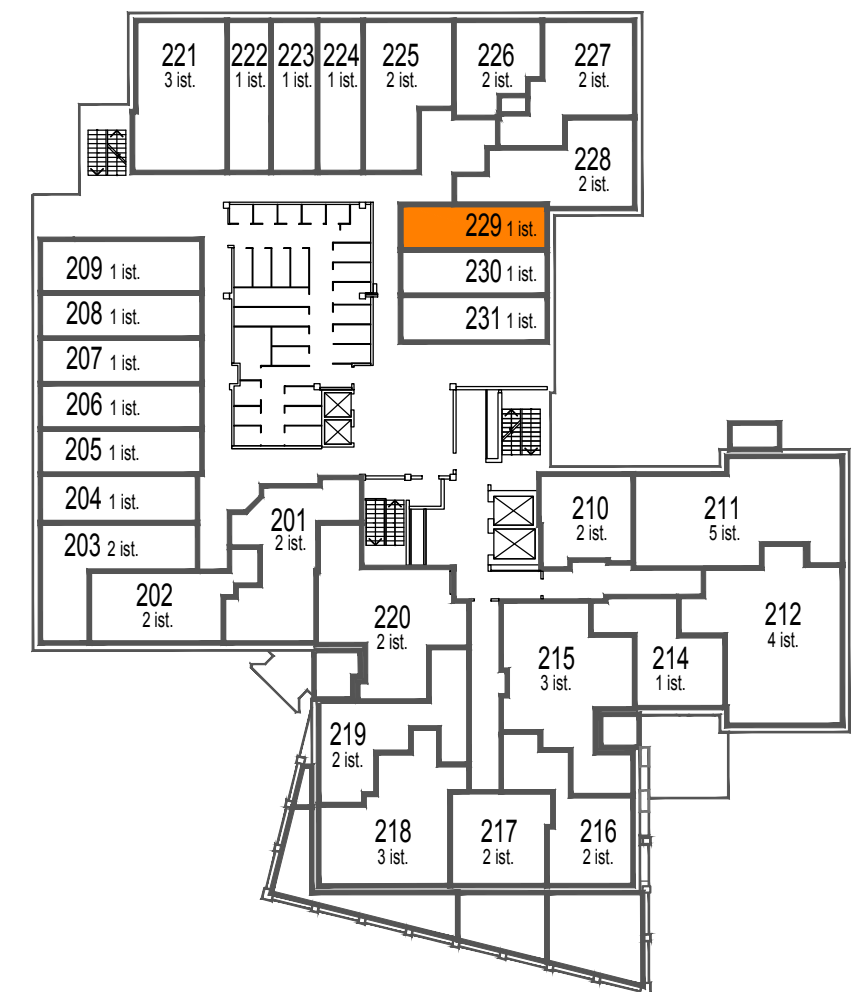 221
3 ist.
222
1 ist.
223
1 ist.
224
1 ist.
225
2 ist.
226
2 ist.
227
2 ist.
228
2 ist.
229 1 ist.
230 1 ist.
231 1 ist.
209 1 ist.
208 1 ist.
207 1 ist.
206 1 ist.
205 1 ist.
204 1 ist.
203 2 ist.
202
2 ist.
201
2 ist.
210
2 ist.
211
5 ist.
212
4 ist.
214
1 ist.
215
3 ist.
220
2 ist.
219
2 ist.
218
3 ist.
217
2 ist.
216
2 ist.